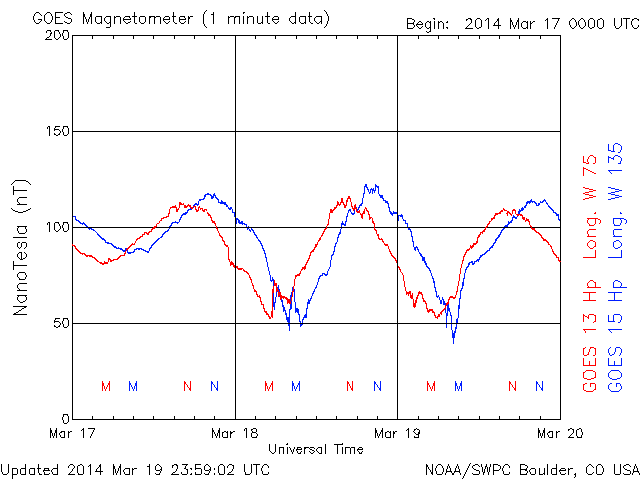 GOES Magnetometer (1 minute data)
Begin: 2014 Mar 17 0000 UTC
200
150
100
50
0
NanoTesla (nT)
M M N N M M N N M M N N
Mar 17 Mar 18 Mar 19 Mar 20
Universal Time
GOES 13 Hp Long. W 75
GOES 15 Hp Long. W 135
Updated 2014 Mar 19 23:59:02 UTC
NOAA/SWPC Boulder, CO USA